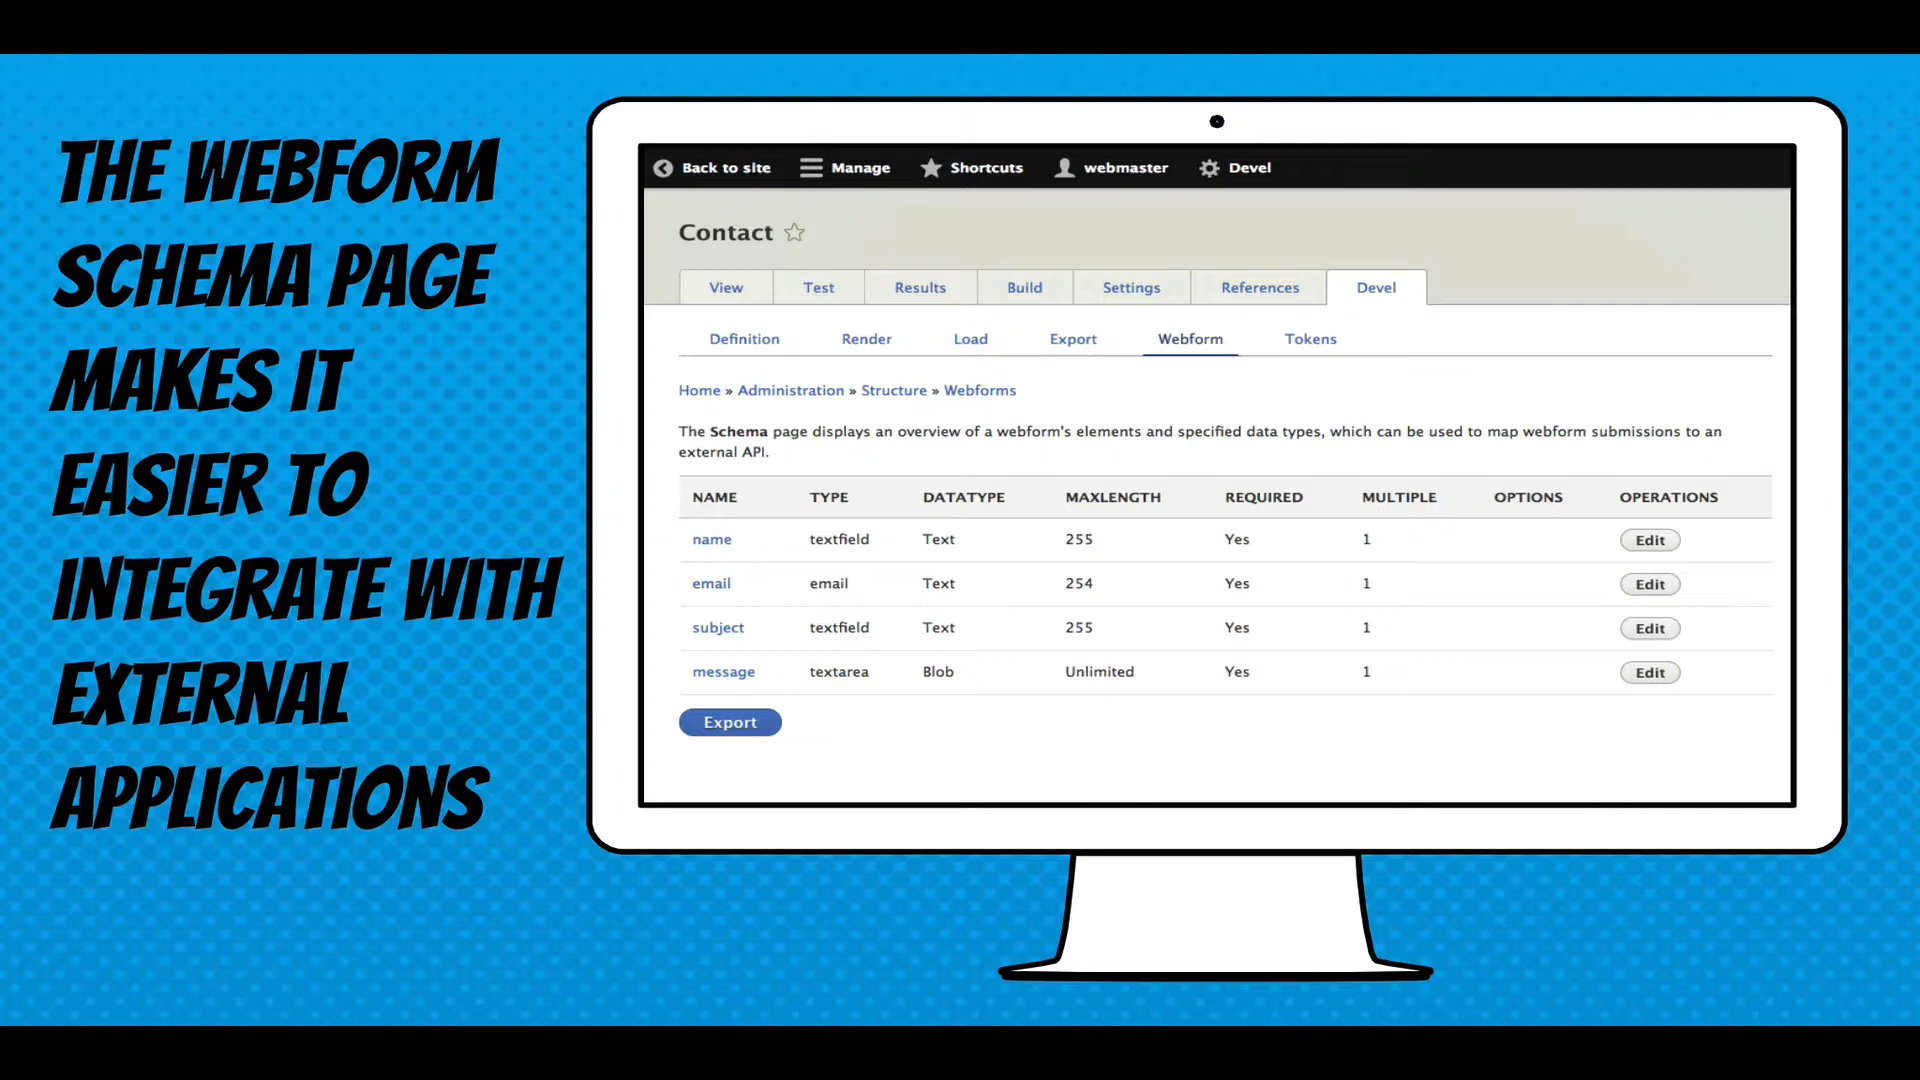 THE WEBFORM
SCHEMA PAGE
MAKES IT
EASIER TO
INTEGRATE WITH
EXTERNAL
APPLICATIONS
Back to site Manage Shortcuts webmaster Devel
Contact
View Test Results Build Settings References Devel
Definition Render Load Export Webform Tokens
Home » Administration » Structure » Webforms
The Schema page displays an overview of a webform's elements and specified data types, which can be used to map webform submissions to an
external API.
NAME TYPE DATATYPE MAXLENGTH REQUIRED MULTIPLE OPTIONS OPERATIONS
name textfield Text 255 Yes 1 Edit
email email Text 254 Yes 1 Edit
subject textfield Text 255 Yes 1 Edit
message textarea Blob Unlimited Yes 1 Edit
Export